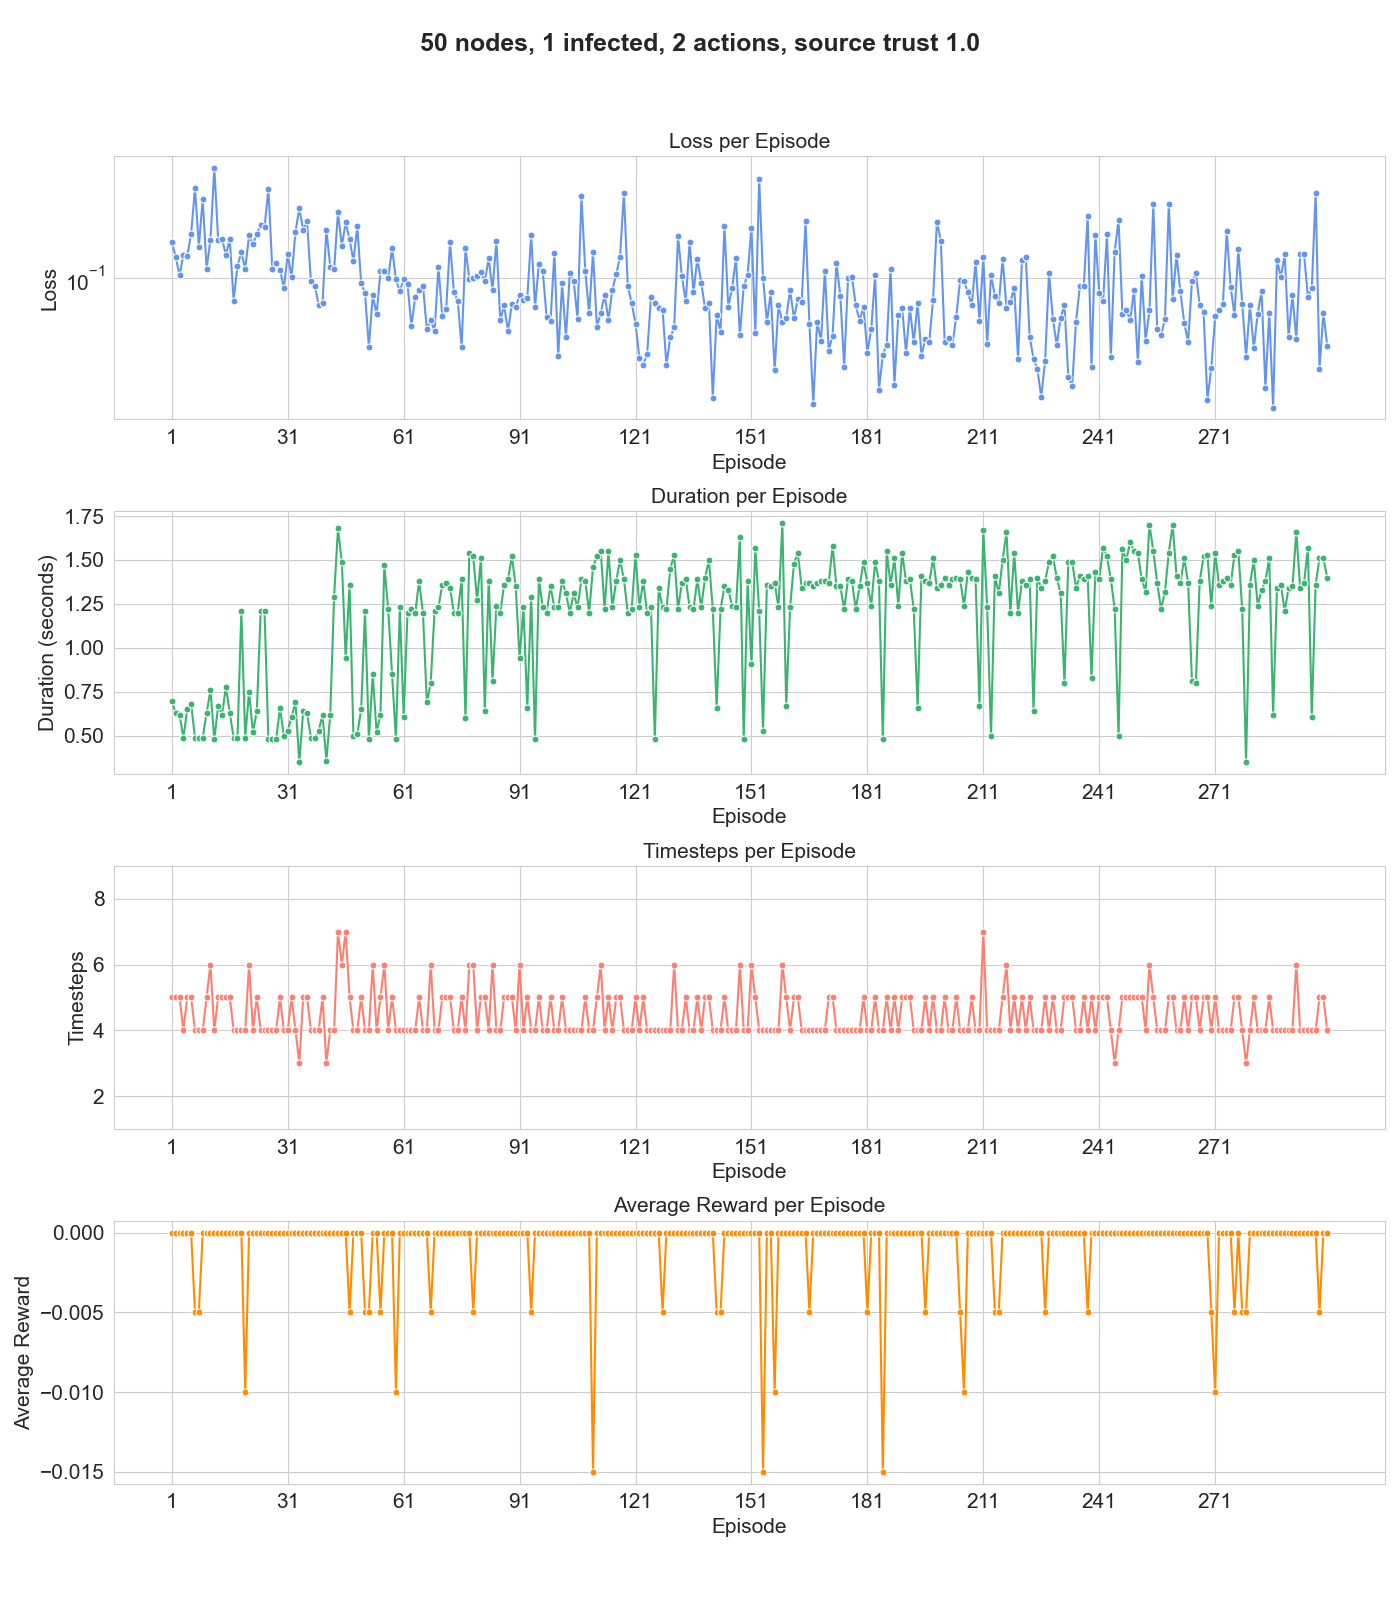 50 nodes, 1 infected, 2 actions, source trust 1.0
Loss per Episode
Loss
10⁻¹
1 31 61 91 121 151 181 211 241 271
Episode
Duration per Episode
Duration (seconds)
1.75
1.50
1.25
1.00
0.75
0.50
1 31 61 91 121 151 181 211 241 271
Episode
Timesteps per Episode
Timesteps
8
6
4
2
1 31 61 91 121 151 181 211 241 271
Episode
Average Reward per Episode
Average Reward
0.000
−0.005
−0.010
−0.015
1 31 61 91 121 151 181 211 241 271
Episode